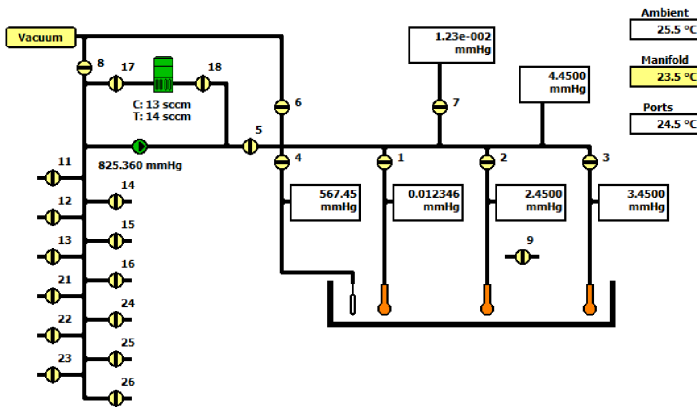 Ambient
25.5 °C
Vacuum
1.23e-002
mmHg
8
17
18
Manifold
23.5 °C
4.4500
mmHg
C: 13 sccm
T: 14 sccm
6
7
Ports
24.5 °C
5
825.360 mmHg
4
1
2
3
11
14
567.45
mmHg
0.012346
mmHg
2.4500
mmHg
3.4500
mmHg
12
15
13
9
16
21
24
22
25
23
26